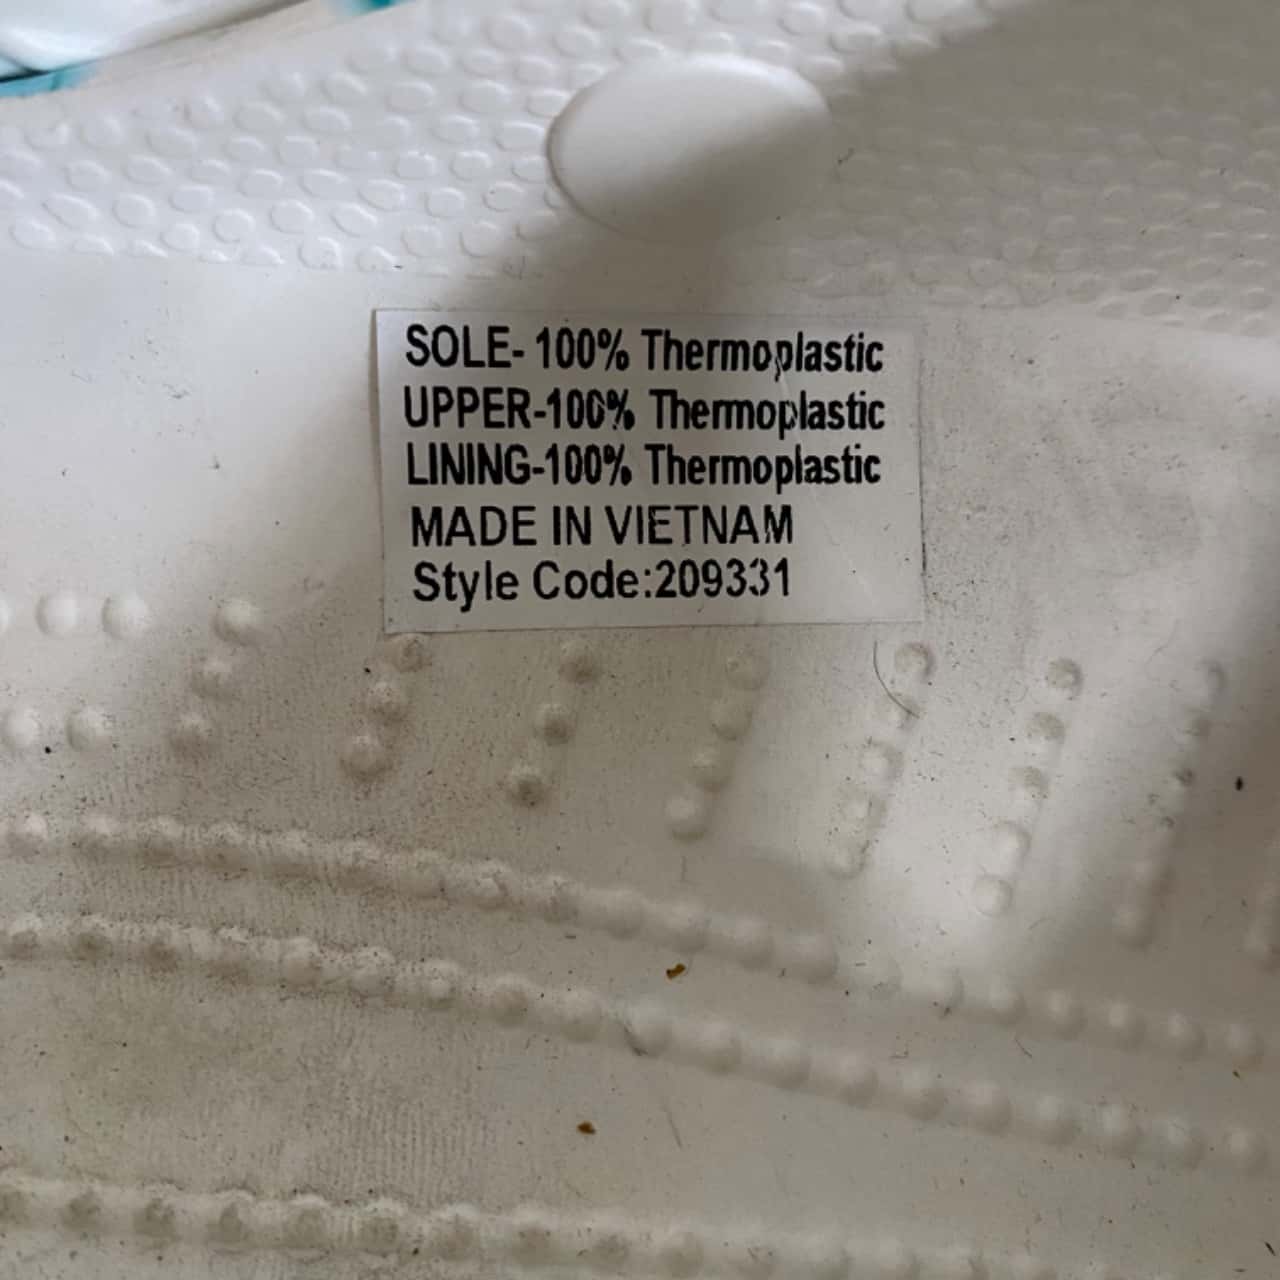 SOLE- 100% Thermoplastic
UPPER-100% Thermoplastic
LINING-100% Thermoplastic
MADE IN VIETNAM
Style Code:209331